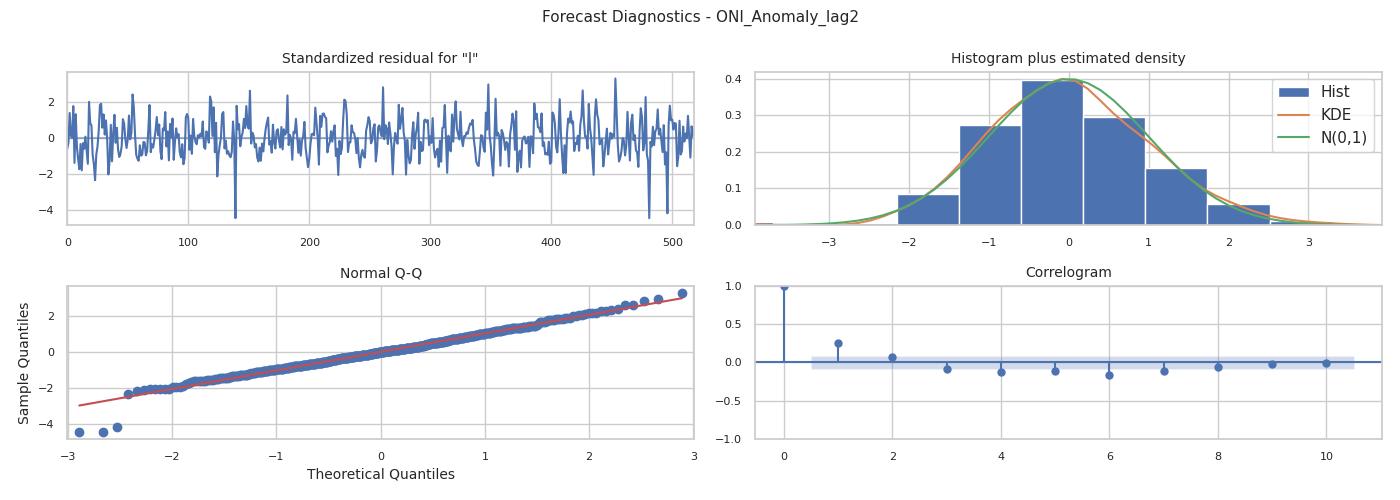 Forecast Diagnostics - ONI_Anomaly_lag2
Standardized residual for "l"
2
0
−2
−4
0 100 200 300 400 500
Histogram plus estimated density
0.4
0.3
0.2
0.1
0.0
−3 −2 −1 0 1 2 3
Hist
KDE
N(0,1)
Normal Q-Q
Sample Quantiles
2
0
−2
−4
−3 −2 −1 0 1 2 3
Theoretical Quantiles
Correlogram
1.0
0.5
0.0
−0.5
−1.0
0 2 4 6 8 10